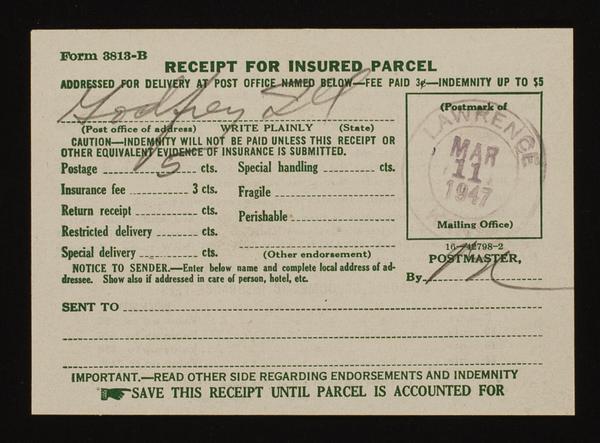 Form 3813-B
RECEIPT FOR INSURED PARCEL
ADDRESSED FOR DELIVERY AT POST OFFICE NAMED BELOW—FEE PAID 3¢—INDEMNITY UP TO $5
Godfrey Ill
(Post office of address) WRITE PLAINLY (State)
CAUTION—INDEMNITY WILL NOT BE PAID UNLESS THIS RECEIPT OR
OTHER EQUIVALENT EVIDENCE OF INSURANCE IS SUBMITTED.
Postage 15 cts.
Insurance fee 3 cts.
Return receipt cts.
Restricted delivery cts.
Special delivery cts.
Special handling cts.
Fragile
Perishable
(Other endorsement)
(Postmark of
LAWRENCE
MAR
11
1947
Mailing Office)
16—42798-2
POSTMASTER,
By
NOTICE TO SENDER.—Enter below name and complete local address of ad-
dressee. Show also if addressed in care of person, hotel, etc.
SENT TO
IMPORTANT.—READ OTHER SIDE REGARDING ENDORSEMENTS AND INDEMNITY
SAVE THIS RECEIPT UNTIL PARCEL IS ACCOUNTED FOR